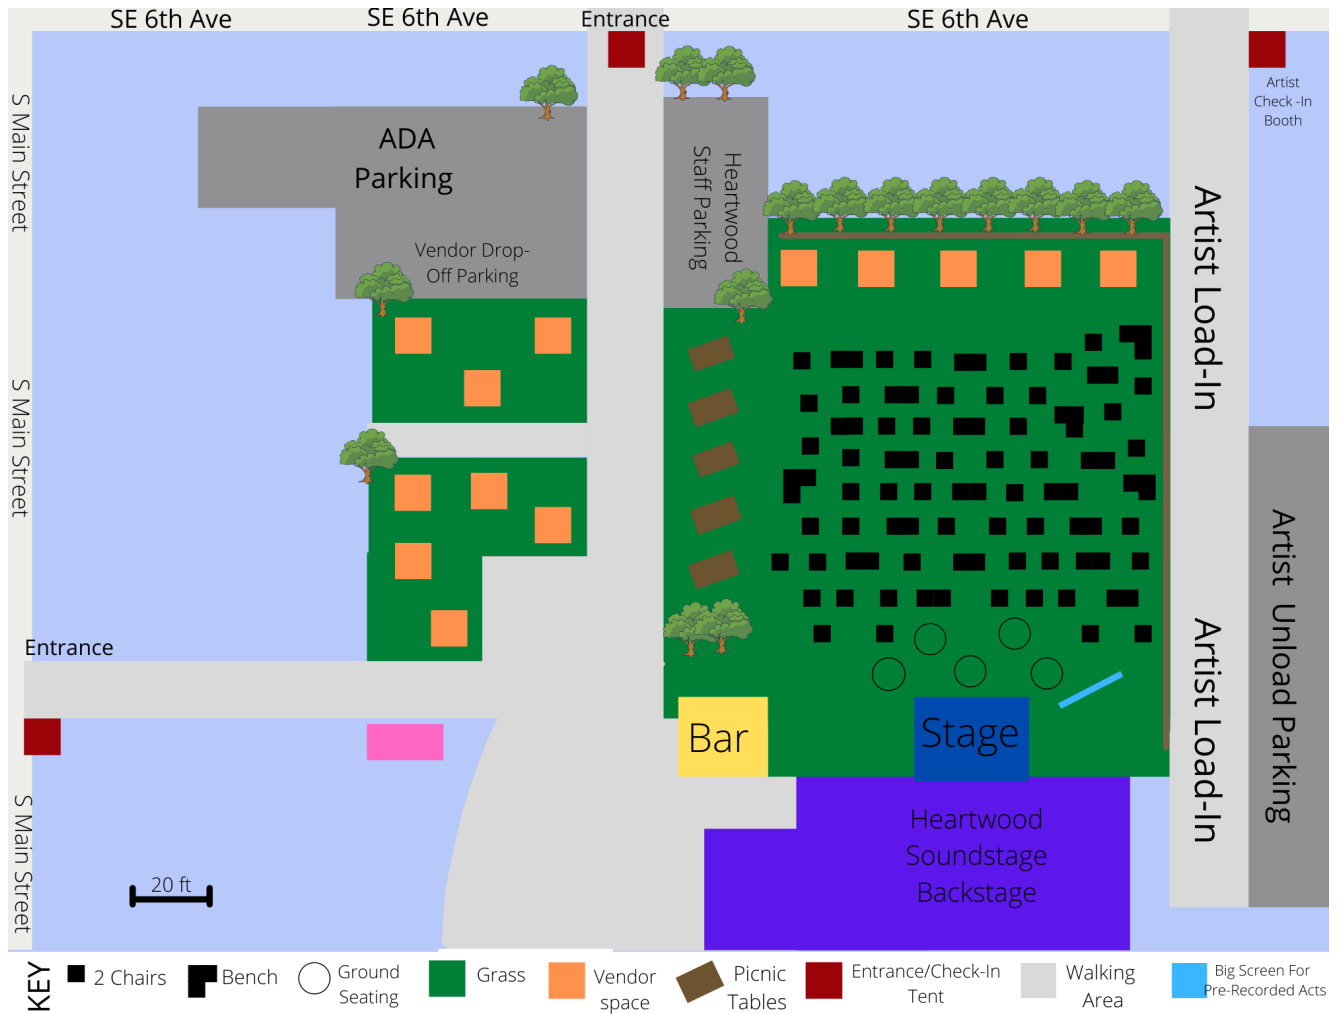 SE 6th Ave
SE 6th Ave
Entrance
SE 6th Ave
Artist
Check -In
Booth
S Main Street
ADA
Parking
Heartwood
Staff Parking
Artist Load-In
Vendor Drop-
Off Parking
S Main Street
Artist Unload Parking
Entrance
Artist Load-In
Bar
Stage
S Main Street
Heartwood
Soundstage
Backstage
20 ft
KEY
2 Chairs
Bench
Ground
Seating
Grass
Vendor
space
Picnic
Tables
Entrance/Check-In
Tent
Walking
Area
Big Screen For
Pre-Recorded Acts